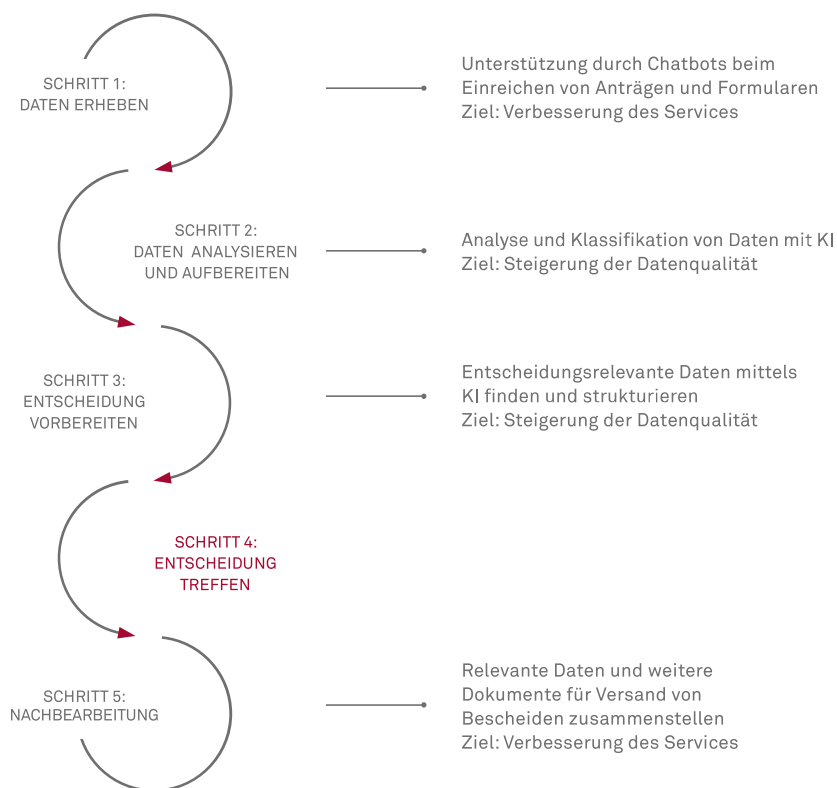 SCHRITT 1:
DATEN ERHEBEN
Unterstützung durch Chatbots beim
Einreichen von Anträgen und Formularen
Ziel: Verbesserung des Services
SCHRITT 2:
DATEN ANALYSIEREN
UND AUFBEREITEN
Analyse und Klassifikation von Daten mit KI
Ziel: Steigerung der Datenqualität
SCHRITT 3:
ENTSCHEIDUNG
VORBEREITEN
Entscheidungsrelevante Daten mittels
KI finden und strukturieren
Ziel: Steigerung der Datenqualität
SCHRITT 4:
ENTSCHEIDUNG
TREFFEN
SCHRITT 5:
NACHBEARBEITUNG
Relevante Daten und weitere
Dokumente für Versand von
Bescheiden zusammenstellen
Ziel: Verbesserung des Services